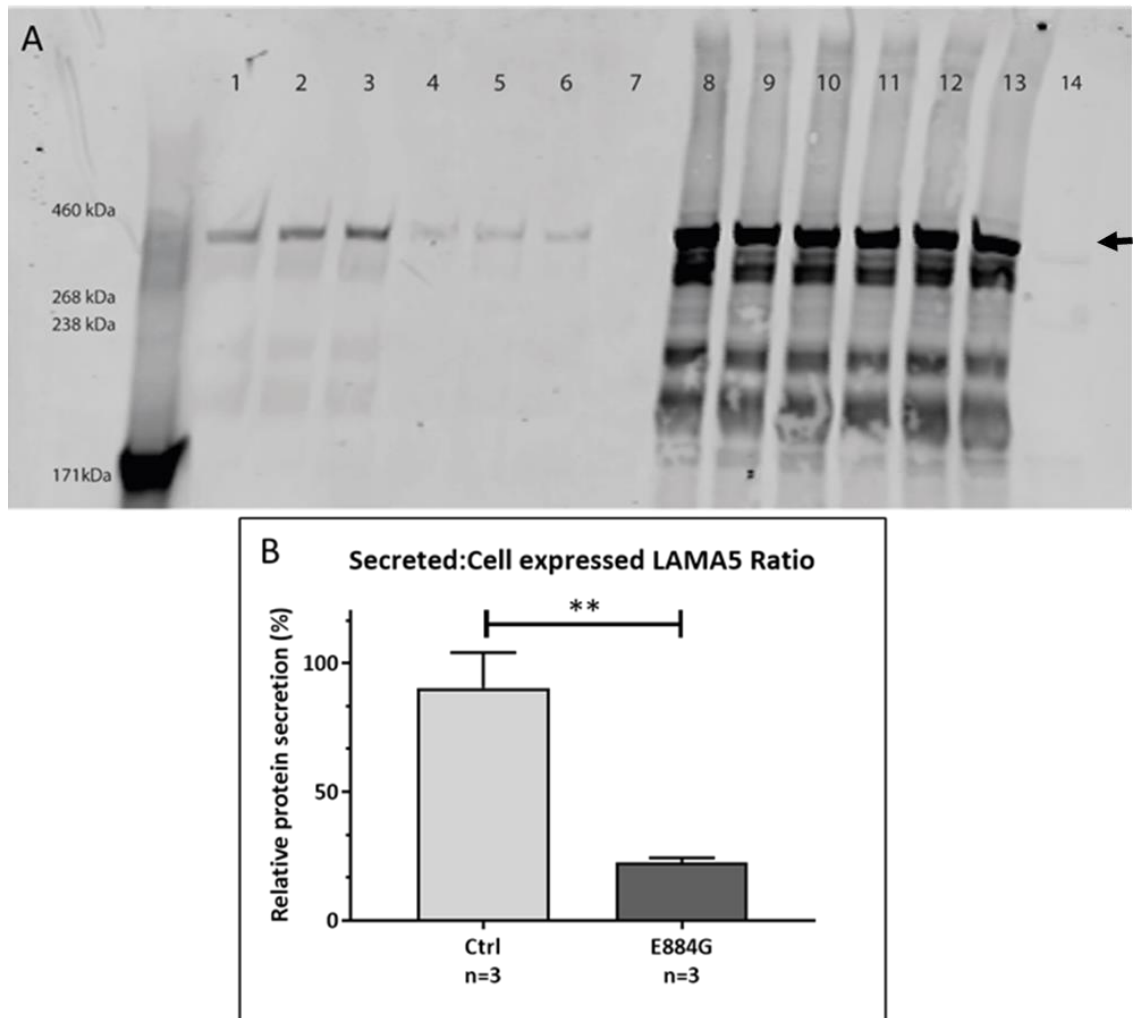 A
1 2 3 4 5 6 7 8 9 10 11 12 13 14
460 kDa
268 kDa
238 kDa
171kDa
B
Secreted:Cell expressed LAMA5 Ratio
**
Relative protein secretion (%)
100
50
0
Ctrl E884G
n=3 n=3